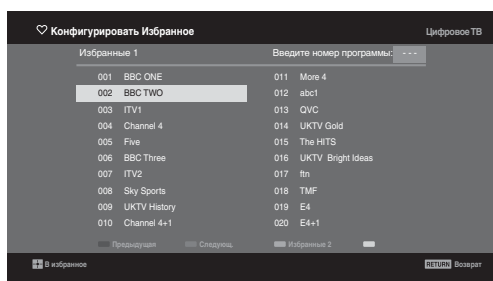 Конфигурировать Избранное Цифровое ТВ
Избранные 1 Введите номер программы: - - -
001 BBC ONE 011 More 4
002 BBC TWO 012 abc1
003 ITV1 013 QVC
004 Channel 4 014 UKTV Gold
005 Five 015 The HITS
006 BBC Three 016 UKTV Bright Ideas
007 ITV2 017 ftn
008 Sky Sports 018 TMF
009 UKTV History 019 E4
010 Channel 4+1 020 E4+1
Предыдущая Следующ. Избранные 2
В избранное RETURN Возврат